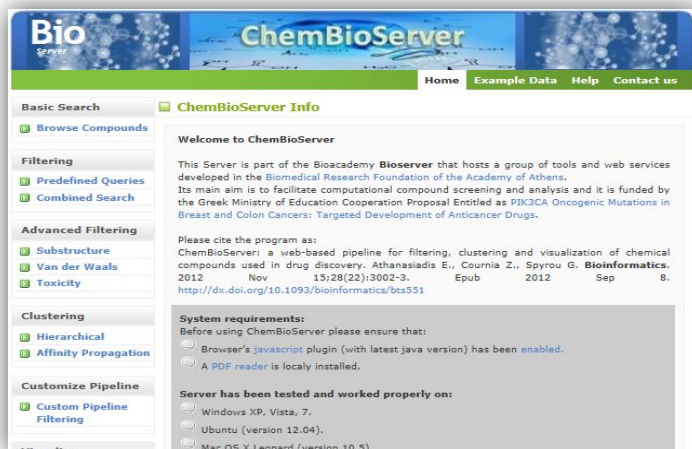 Bio
Server
ChemBioServer
Home Example Data Help Contact us
Basic Search
Browse Compounds
Filtering
Predefined Queries
Combined Search
Advanced Filtering
Substructure
Van der Waals
Toxicity
Clustering
Hierarchical
Affinity Propagation
Customize Pipeline
Custom Pipeline
Filtering
ChemBioServer Info
Welcome to ChemBioServer
This Server is part of the Bioacademy Bioserver that hosts a group of tools and web services
developed in the Biomedical Research Foundation of the Academy of Athens.
Its main aim is to facilitate computational compound screening and analysis and it is funded by
the Greek Ministry of Education Cooperation Proposal Entitled as PIK3CA Oncogenic Mutations in
Breast and Colon Cancers: Targeted Development of Anticancer Drugs.
Please cite the program as:
ChemBioServer: a web-based pipeline for filtering, clustering and visualization of chemical
compounds used in drug discovery. Athanasiadis E., Cournia Z., Spyrou G. Bioinformatics.
2012 Nov 15;28(22):3002-3. Epub 2012 Sep 8.
http://dx.doi.org/10.1093/bioinformatics/bts551
System requirements:
Before using ChemBioServer please ensure that:
Browser's javascript plugin (with latest java version) has been enabled.
A PDF reader is localy installed.
Server has been tested and worked properly on:
Windows XP, Vista, 7.
Ubuntu (version 12.04).
Mac OS X Leopard (version 10.5)